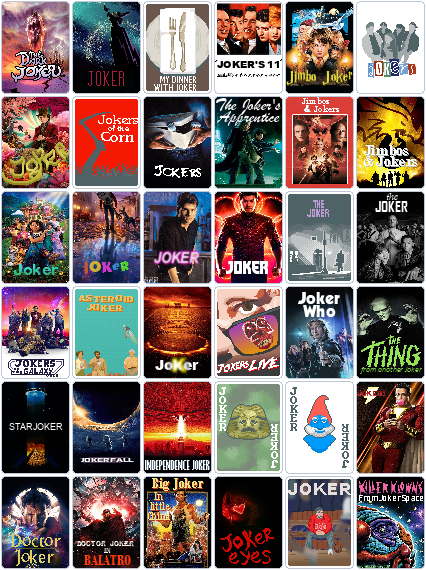 The
Dark
JOKER
JOKER
MY DINNER
WITH JOKER
JOKER'S 11
Jimbo Joker
JOKERS
Joker
Jokers
of the
Corn
JOKERS
The Joker's
Apprentice
Jimbos
& Jokers
Jimbos
& Jokers
Joker
JOKER
JOKER
JOKER
THE
JOKER
the
JOKER
JOKERS
VS. GALAXY
ASTEROID
JOKER
JoKer
JOKERS LIVE
Joker
Who
THE
THING
from another joker
STARJOKER
JOKERFALL
INDEPENDENCE JOKER
JOKER
JOKER
JOKER
JOKER
Doctor
Joker
DOCTOR JOKER
IN
BALATRO
Big Joker
In
little
China
Joker
eyes
JOKER
KILLER KLOWNS
From JokerSpace